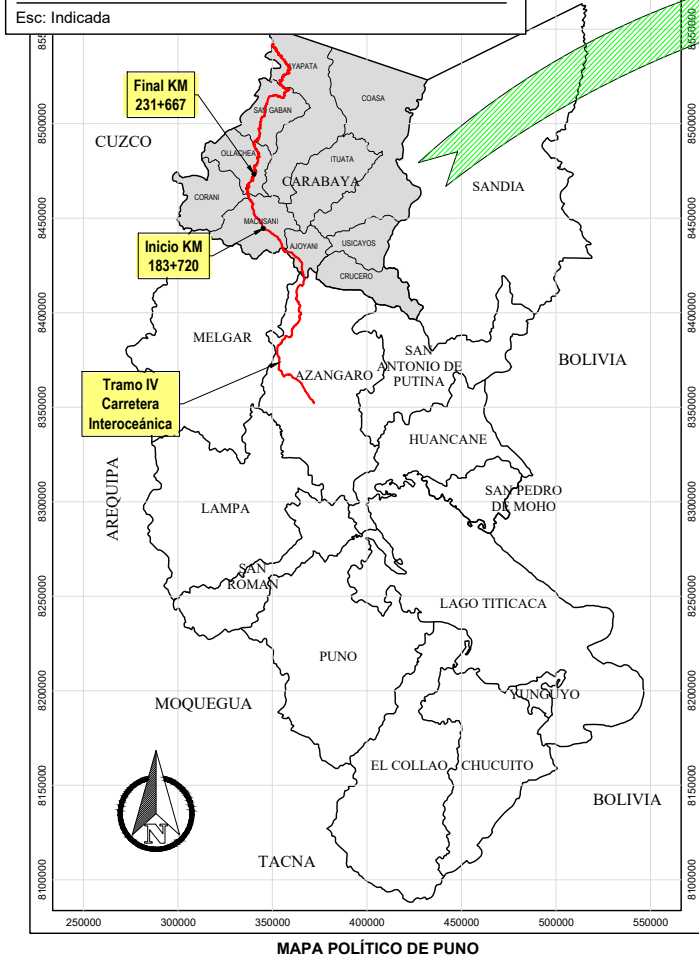 Esc: Indicada
AYAPATA
Final KM
231+667
COASA
SAN GABAN
CUZCO
OLLACHEA
ITUATA
CARABAYA
SANDIA
CORANI
MACUSANI
Inicio KM
183+720
AJOYANI
USICAYOS
CRUCERO
MELGAR
SAN
ANTONIO DE
PUTINA
BOLIVIA
AZANGARO
Tramo IV
Carretera
Interoceánica
HUANCANE
AREQUIPA
LAMPA
SAN PEDRO
DE MOHO
SAN
ROMAN
LAGO TITICACA
PUNO
MOQUEGUA
YUNGUYO
EL COLLAO
CHUCUITO
BOLIVIA
N
TACNA
8550000
8500000
8450000
8400000
8350000
8300000
8250000
8200000
8150000
8100000
8550000
8500000
8450000
8400000
8350000
8300000
8250000
8200000
8150000
8100000
250000
300000
350000
400000
450000
500000
550000
MAPA POLÍTICO DE PUNO